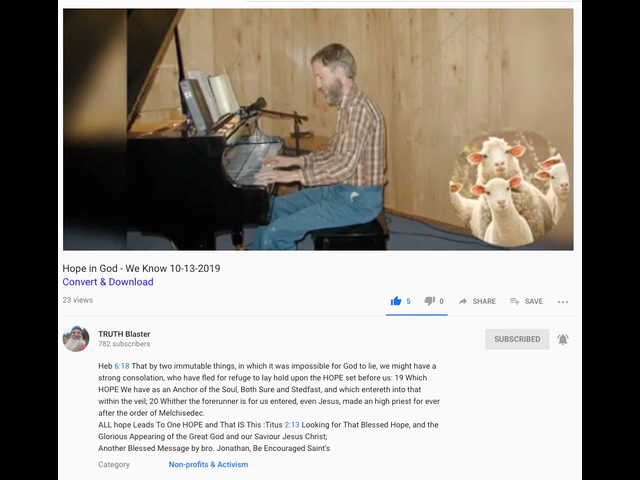 Hope in God - We Know 10-13-2019
Convert & Download
23 views
5
0
SHARE
SAVE
TRUTH Blaster
782 subscribers
SUBSCRIBED
Heb 6:18 That by two immutable things, in which it was impossible for God to lie, we might have a
strong consolation, who have fled for refuge to lay hold upon the HOPE set before us: 19 Which
HOPE We have as an Anchor of the Soul, Both Sure and Stedfast, and which entereth into that
within the veil; 20 Whither the forerunner is for us entered, even Jesus, made an high priest for ever
after the order of Melchisedec.
ALL hope Leads To One HOPE and That IS This :Titus 2:13 Looking for That Blessed Hope, and the
Glorious Appearing of the Great God and our Saviour Jesus Christ;
Another Blessed Message by bro. Jonathan, Be Encouraged Saint's
Category Non-profits & Activism